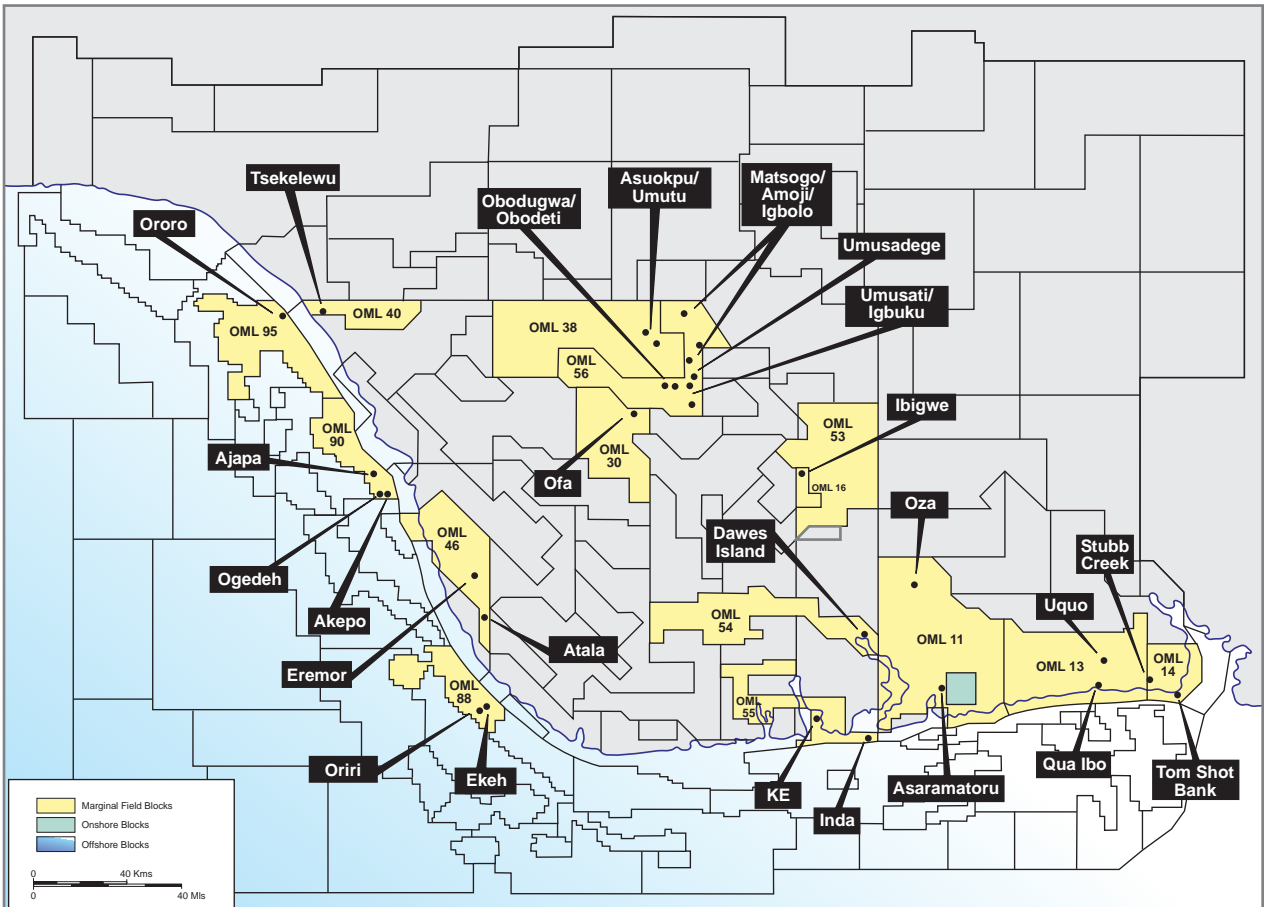 Tsekelewu
Asuokpu/
Umutu
Matsogo/
Amoji/
Igbolo
Obodugwa/
Obodeti
Ororo
Umusadege
Umusati/
Igbuku
OML 95
OML 40
OML 38
OML
56
OML
90
OML
30
OML
53
Ibigwe
Ajapa
Ofa
OML 16
Oza
OML
46
Dawes
Island
Stubb
Creek
Ogedeh
Akepo
Uquo
OML
54
Atala
OML 11
OML 13
OML
14
Eremor
OML
88
OML
55
Oriri
Ekeh
KE
Inda
Asaramatoru
Qua Ibo
Tom Shot
Bank
Marginal Field Blocks
Onshore Blocks
Offshore Blocks
0 40 Kms
0 40 Mls